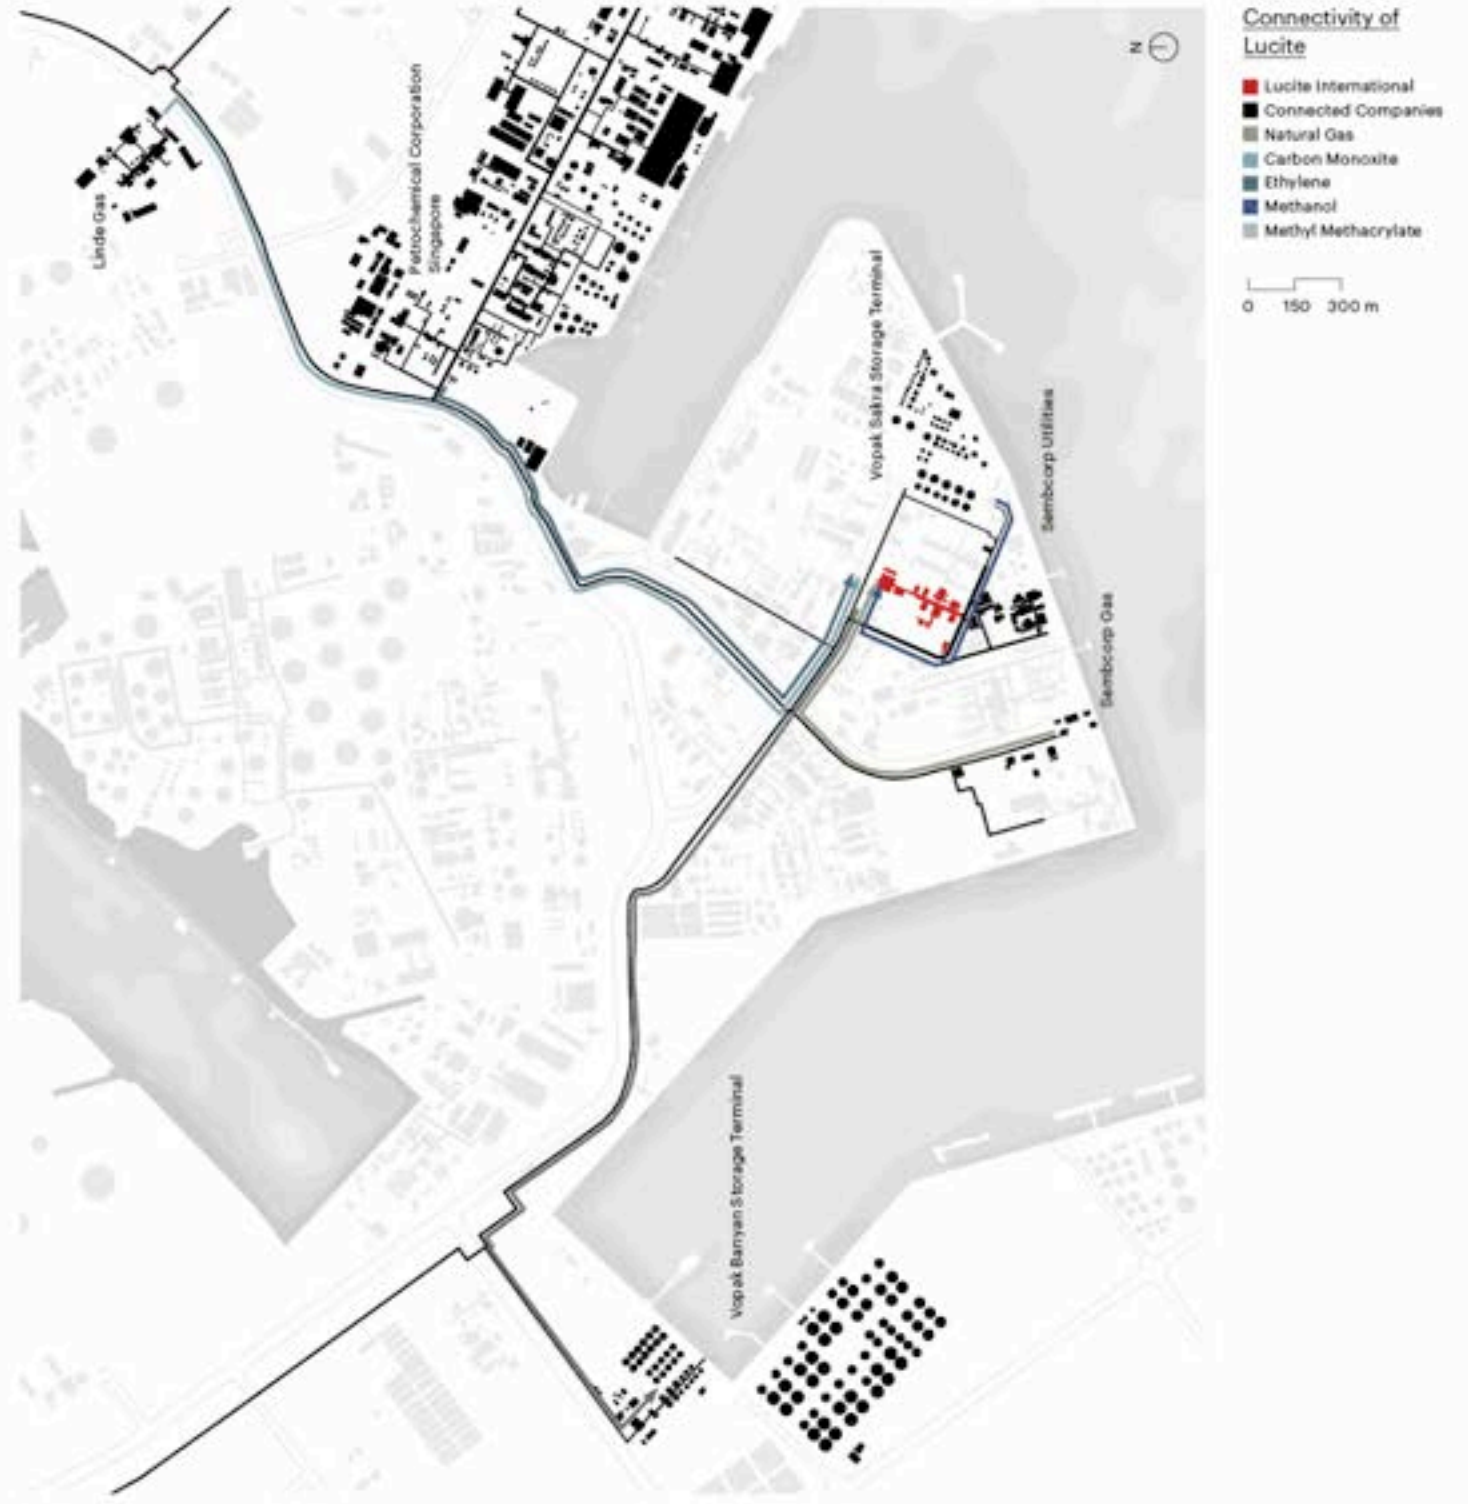 Connectivity of
Lucite
Lucite International
Connected Companies
Natural Gas
Carbon Monoxite
Ethylene
Methanol
Methyl Methacrylate
0 150 300 m
N
Linde Gas
Petrochemical Corporation
Singapore
Vopak Sakra Storage Terminal
Sembcorp Utilities
Sembcorp Gas
Vopak Banyan Storage Terminal